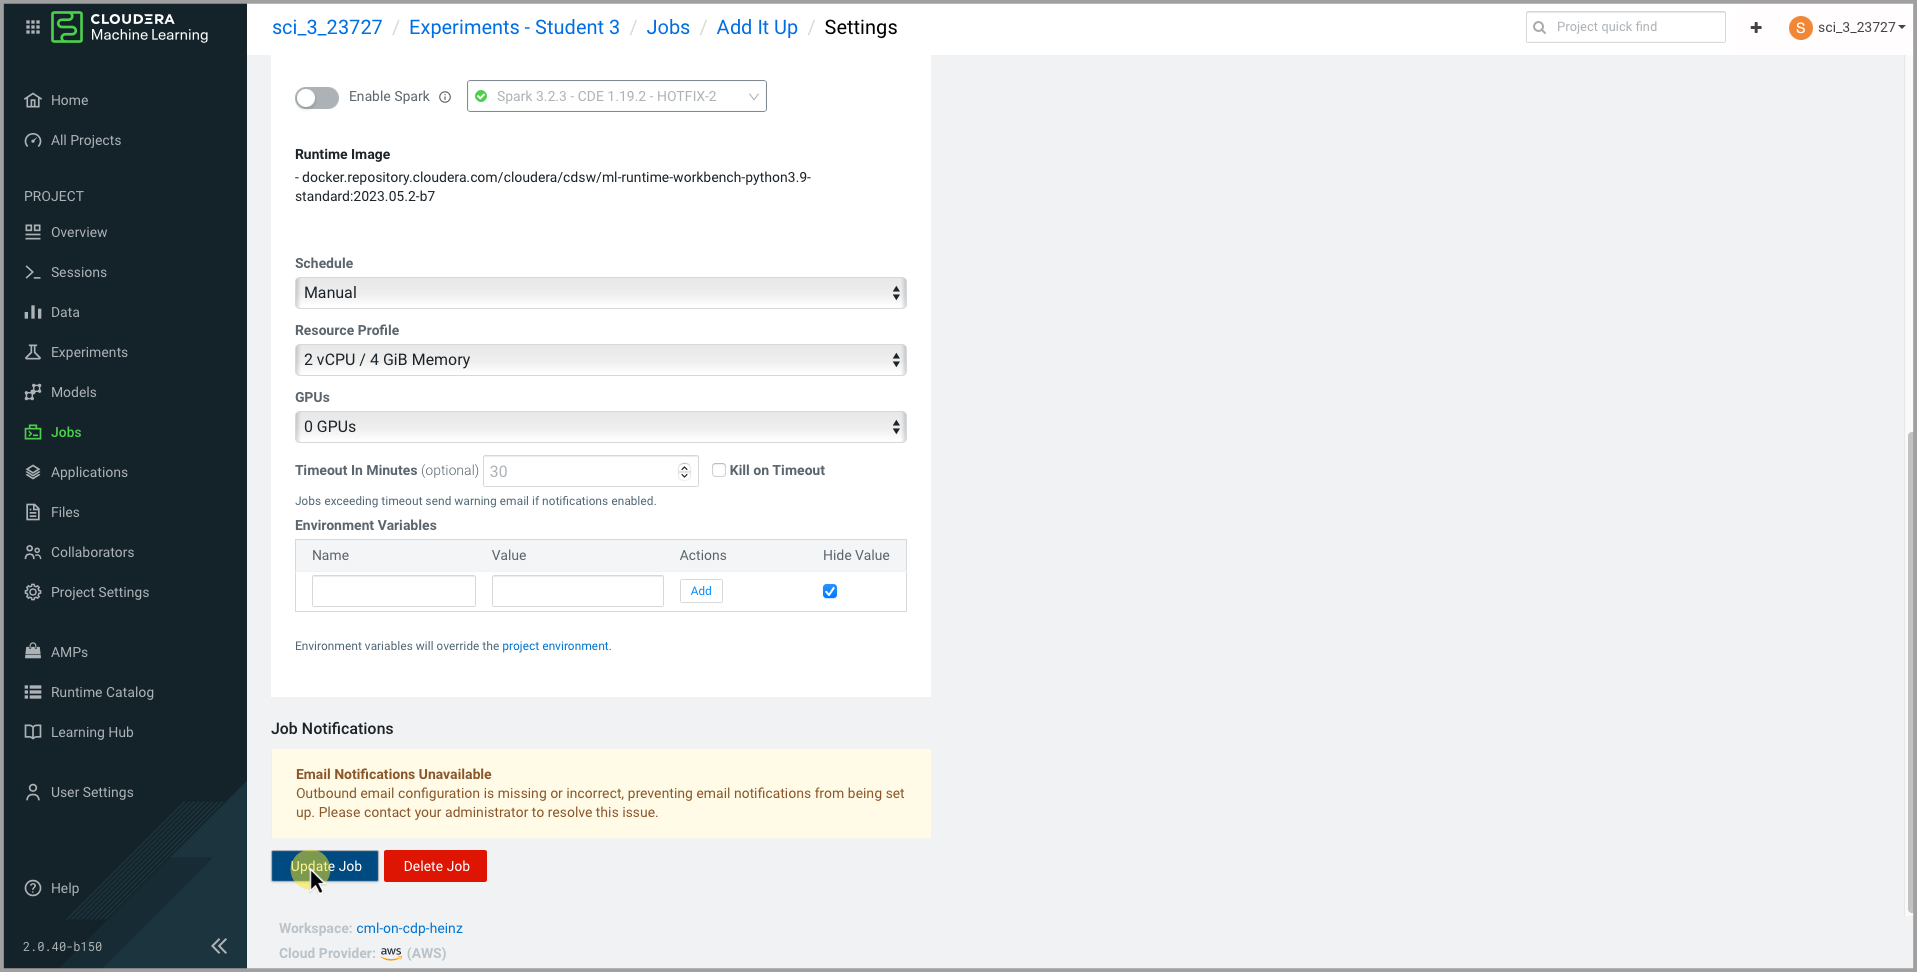 CLOUDERA
Machine Learning
sci_3_23727 / Experiments - Student 3 / Jobs / Add It Up / Settings
Project quick find
+
S sci_3_23727
Home
All Projects
PROJECT
Overview
Sessions
Data
Experiments
Models
Jobs
Applications
Files
Collaborators
Project Settings
AMPs
Runtime Catalog
Learning Hub
User Settings
Help
2.0.40-b150
Enable Spark
Spark 3.2.3 - CDE 1.19.2 - HOTFIX-2
Runtime Image
- docker.repository.cloudera.com/cloudera/cdsw/ml-runtime-workbench-python3.9-
standard:2023.05.2-b7
Schedule
Manual
Resource Profile
2 vCPU / 4 GiB Memory
GPUs
0 GPUs
Timeout In Minutes (optional) 30 Kill on Timeout
Jobs exceeding timeout send warning email if notifications enabled.
Environment Variables
Name Value Actions Hide Value
Add
Environment variables will override the project environment.
Job Notifications
Email Notifications Unavailable
Outbound email configuration is missing or incorrect, preventing email notifications from being set
up. Please contact your administrator to resolve this issue.
Update Job Delete Job
Workspace: cml-on-cdp-heinz
Cloud Provider: aws (AWS)